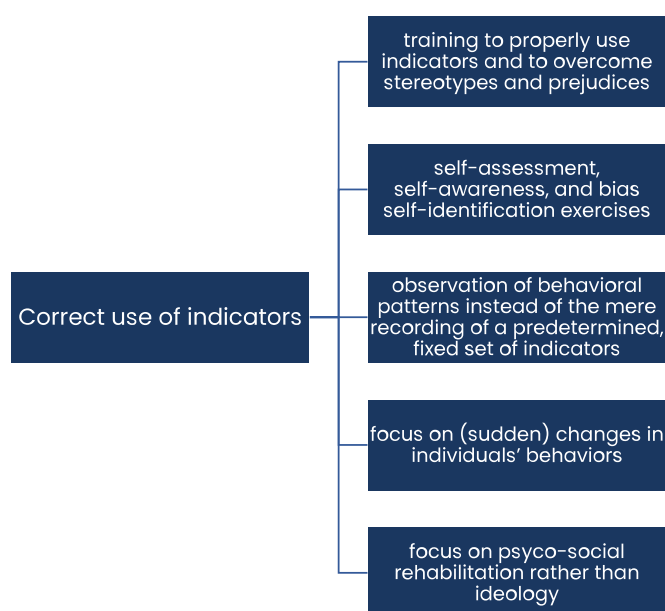 training to properly use
indicators and to overcome
stereotypes and prejudices
self-assessment,
self-awareness, and bias
self-identification exercises
Correct use of indicators
observation of behavioral
patterns instead of the mere
recording of a predetermined,
fixed set of indicators
focus on (sudden) changes in
individuals’ behaviors
focus on psyco-social
rehabilitation rather than
ideology